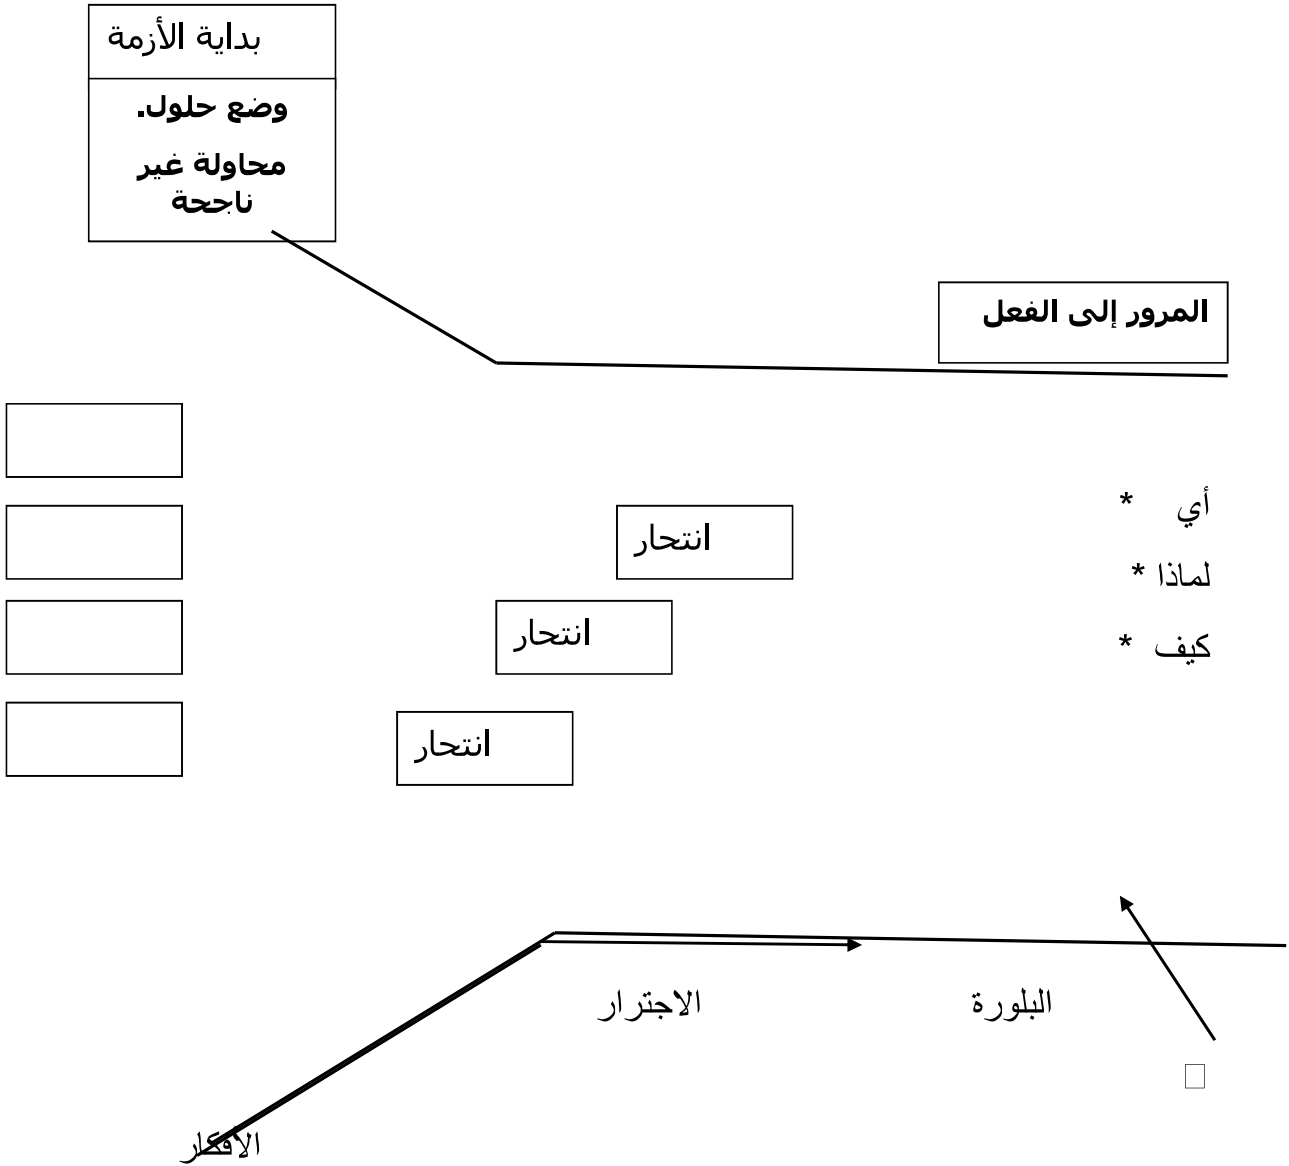 بداية الأزمة
وضع حلول.
محاولة غير
ناجحة
المرور إلى الفعل
أي *
انتحار
لماذا *
انتحار
كيف *
انتحار
الاجترار
البلورة
الأفكار